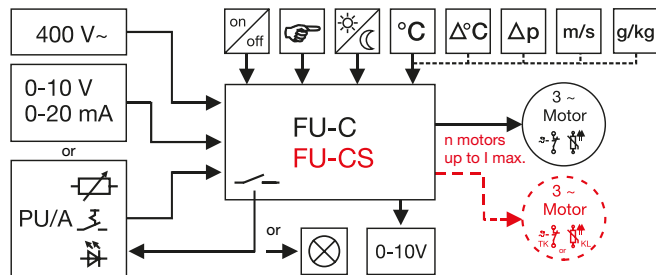 400 V~
on
off
°C
Δ°C
Δp
m/s
g/kg
0-10 V
0-20 mA
or
FU-C
FU-CS
n motors
up to I max.
3 ~
Motor
ϑ
PU/A
or
0-10V
3 ~
Motor
ϑ
TK or KL